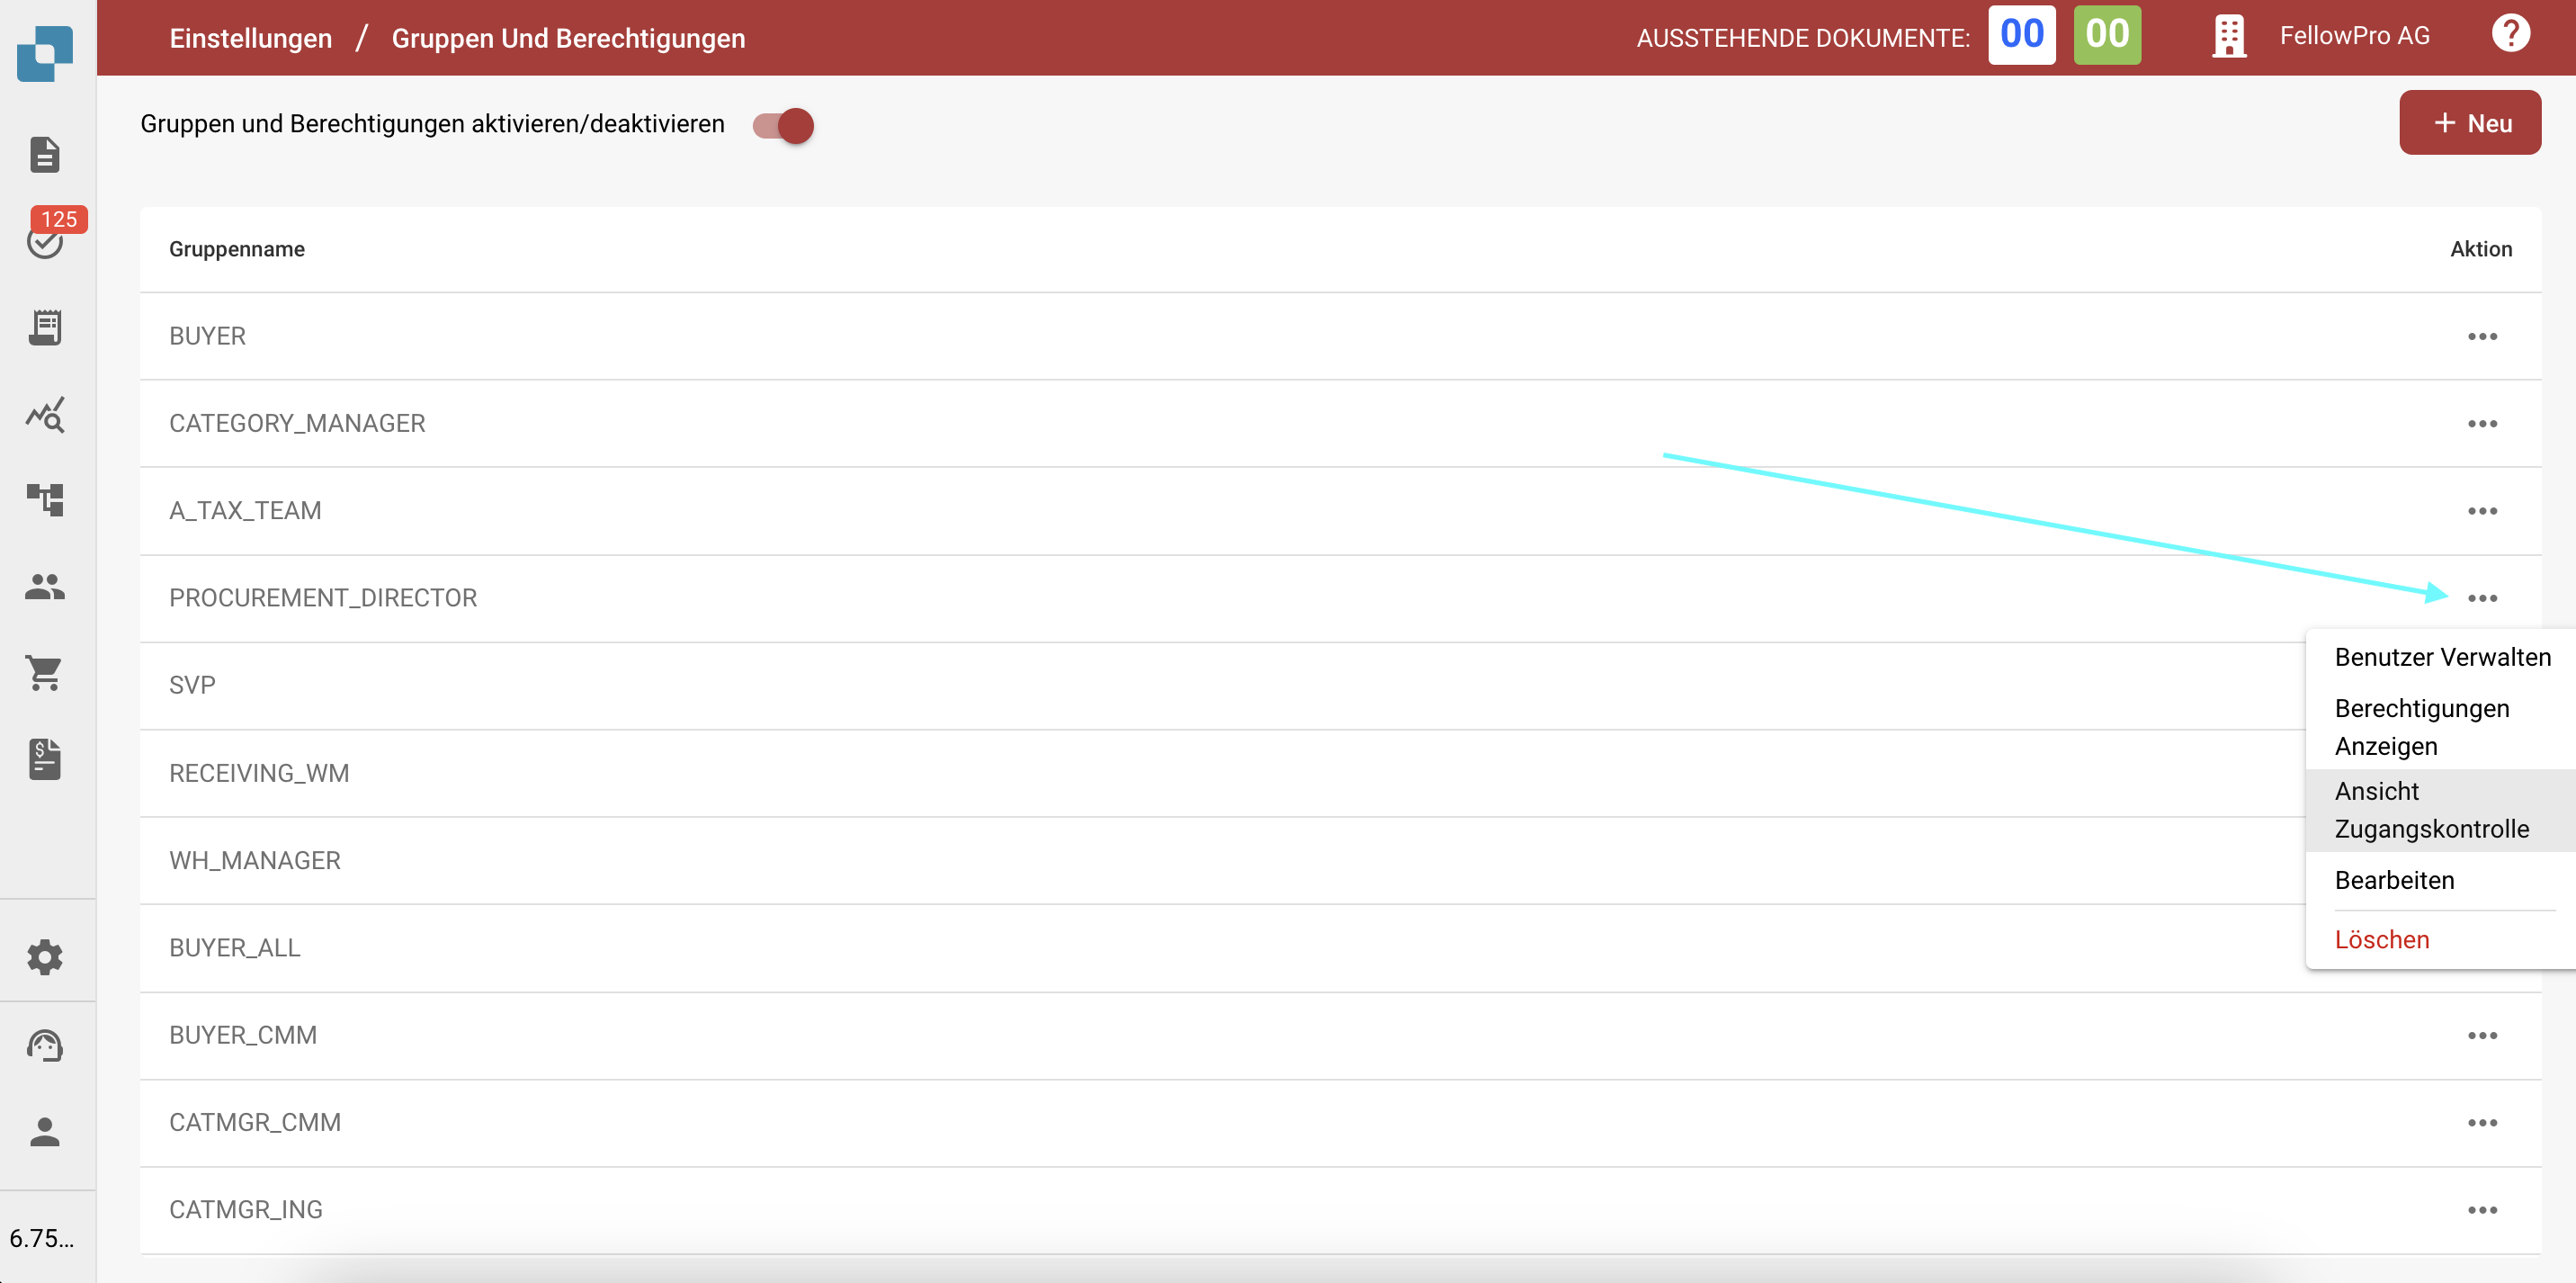 Einstellungen / Gruppen Und Berechtigungen
AUSSTEHENDE DOKUMENTE: 00 00
FellowPro AG
?
Gruppen und Berechtigungen aktivieren/deaktivieren
+ Neu
125
Gruppenname
Aktion
BUYER
CATEGORY_MANAGER
A_TAX_TEAM
PROCUREMENT_DIRECTOR
SVP
RECEIVING_WM
WH_MANAGER
BUYER_ALL
BUYER_CMM
CATMGR_CMM
CATMGR_ING
Benutzer Verwalten
Berechtigungen
Anzeigen
Ansicht
Zugangskontrolle
Bearbeiten
Löschen
6.75...